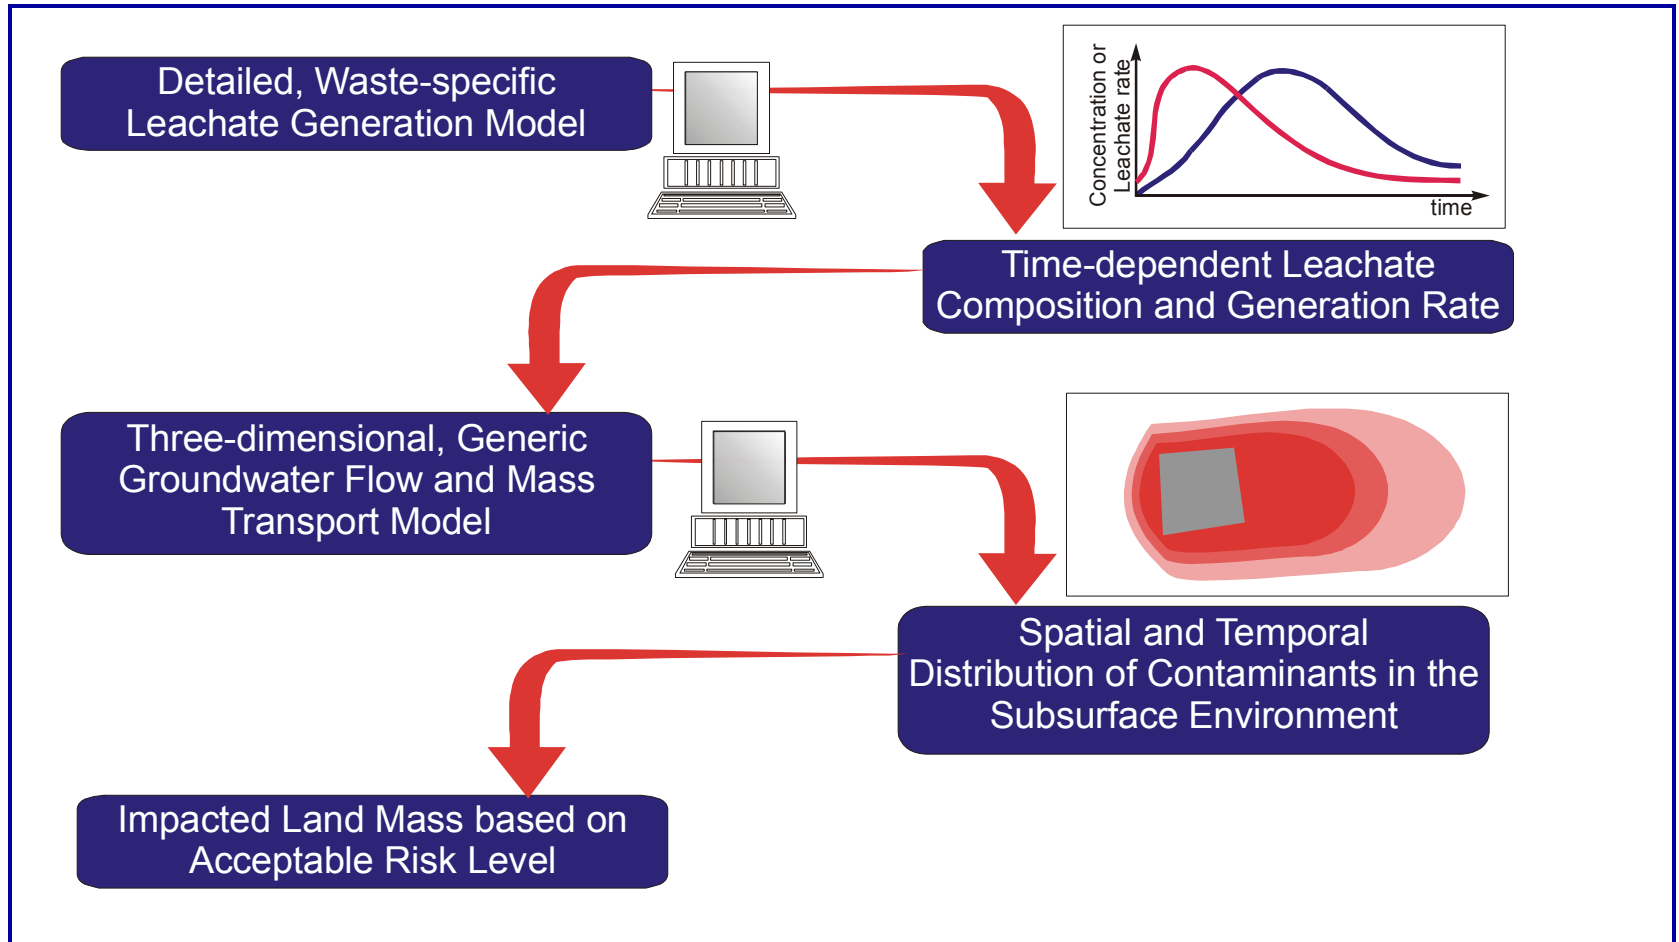 Detailed, Waste-specific
Leachate Generation Model
Concentration or
Leachate rate
time
Time-dependent Leachate
Composition and Generation Rate
Three-dimensional, Generic
Groundwater Flow and Mass
Transport Model
Spatial and Temporal
Distribution of Contaminants in the
Subsurface Environment
Impacted Land Mass based on
Acceptable Risk Level